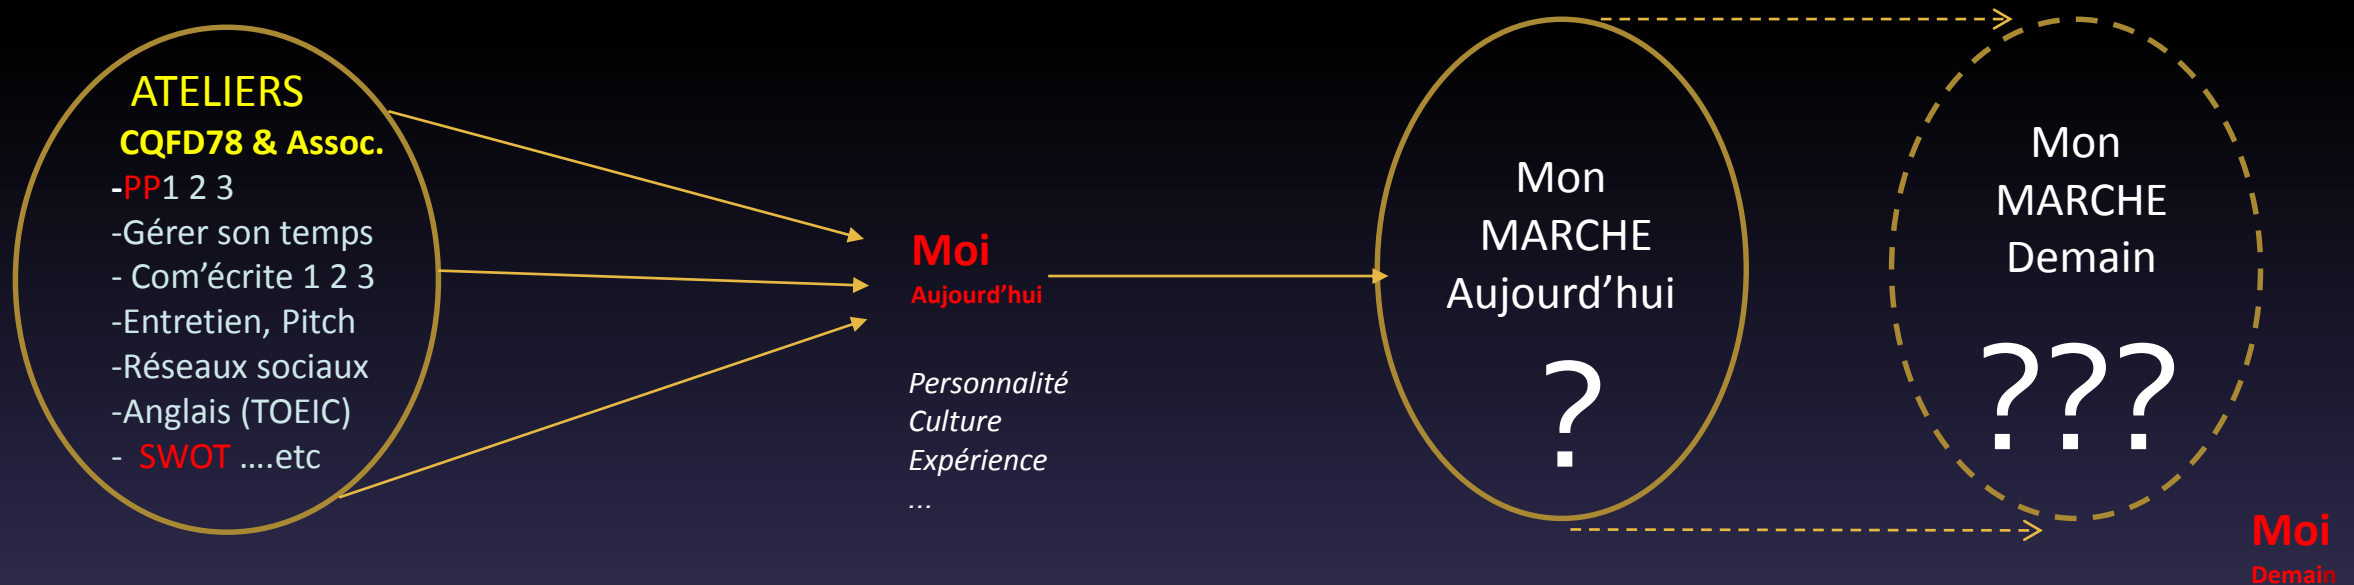 ATELIERS
CQFD78 & Assoc.
-PP1 2 3
-Gérer son temps
- Com’écrite 1 2 3
-Entretien, Pitch
-Réseaux sociaux
-Anglais (TOEIC)
- SWOT ....etc
Moi
Aujourd’hui
Personnalité
Culture
Expérience
...
Mon
MARCHE
Aujourd’hui
?
Mon
MARCHE
Demain
???
Moi
Demain